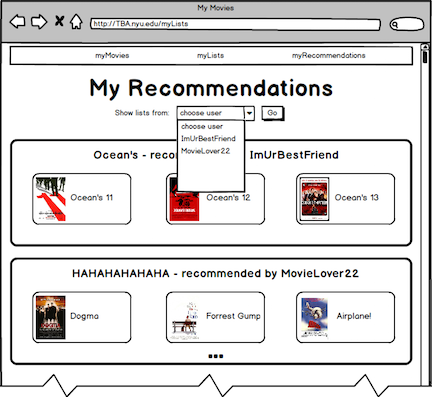 My Movies
http://TBA.nyu.edu/myLists
myMovies myLists myRecommendations
My Recommendations
Show lists from: choose user Go
choose user
ImUrBestFriend
MovieLover22
Ocean's - reco ImUrBestFriend
Ocean's 11 Ocean's 12 Ocean's 13
HAHAHAHAHAHA - recommended by MovieLover22
Dogma Forrest Gump Airplane!